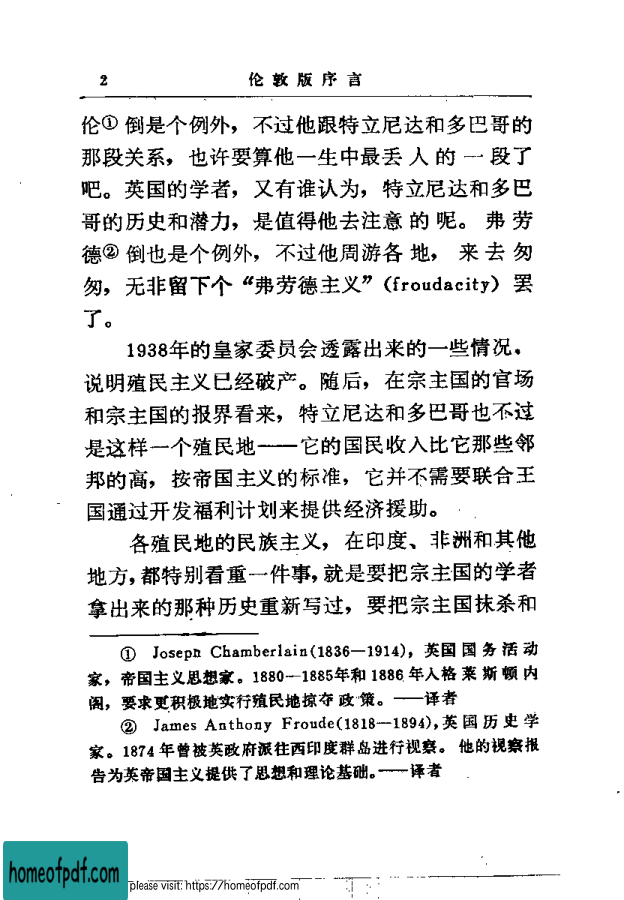 2 伦敦版序言
伦① 倒是个例外，不过他跟特立尼达和多巴哥的
那段关系，也许要算他一生中最丢人的一段了
吧。英国的学者，又有谁认为，特立尼达和多巴
哥的历史和潜力，是值得他去注意的呢。弗劳
德② 倒也是个例外，不过他周游各地，来去匆
匆，无非留下个“弗劳德主义”(froudacity) 罢
了。
1938年的皇家委员会透露出来的一些情况，
说明殖民主义已经破产。随后，在宗主国的官场
和宗主国的报界看来，特立尼达和多巴哥也不过
是这样一个殖民地——它的国民收入比它那些邻
邦的高，按帝国主义的标准，它并不需要联合王
国通过开发福利计划来提供经济援助。
各殖民地的民族主义，在印度、非洲和其他
地方，都特别看重一件事，就是要把宗主国的学者
拿出来的那种历史重新写过，要把宗主国抹杀和
① Joseph Chamberlain(1836—1914)，英国国务活动
家，帝国主义思想家。1880—1885年和1886年入格莱斯顿内
阁，要求更积极地实行殖民地掠夺政策。——译者
② James Anthony Froude(1818—1894)，英国历史学
家。1874年曾被英政府派往西印度群岛进行视察。他的视察报
告为英帝国主义提供了思想和理论基础。——译者
homeofpdf.com
please visit: https://homeofpdf.com